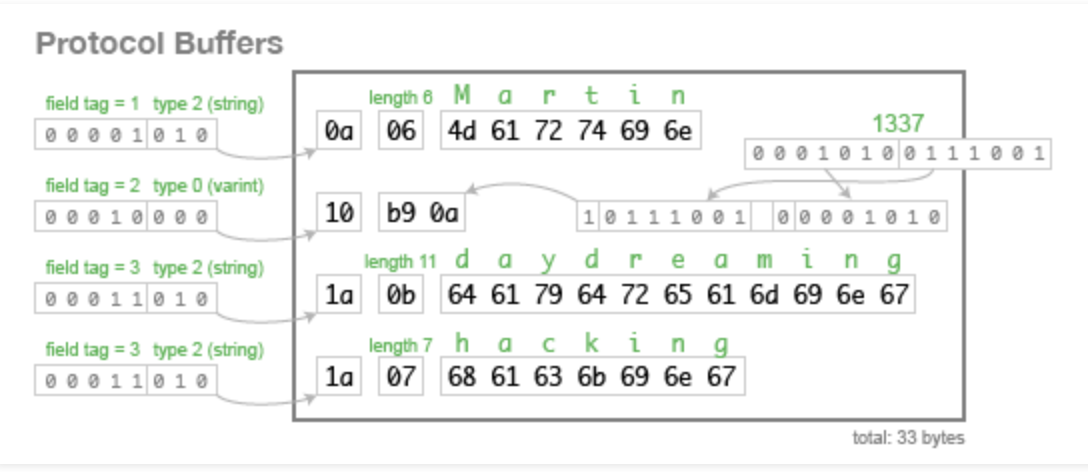 Protocol Buffers
field tag = 1 type 2 (string)
0 0 0 0 1 0 1 0
0a 06 4d 61 72 74 69 6e
length 6 M a r t i n
1337
0 0 0 1 0 1 0 0 1 1 1 0 0 1
field tag = 2 type 0 (varint)
0 0 0 1 0 0 0 0
10 b9 0a
1 0 1 1 1 0 0 1 0 0 0 0 1 0 1 0
field tag = 3 type 2 (string)
0 0 0 1 1 0 1 0
length 11 d a y d r e a m i n g
1a 0b 64 61 79 64 72 65 61 6d 69 6e 67
field tag = 3 type 2 (string)
0 0 0 1 1 0 1 0
length 7 h a c k i n g
1a 07 68 61 63 6b 69 6e 67
total: 33 bytes